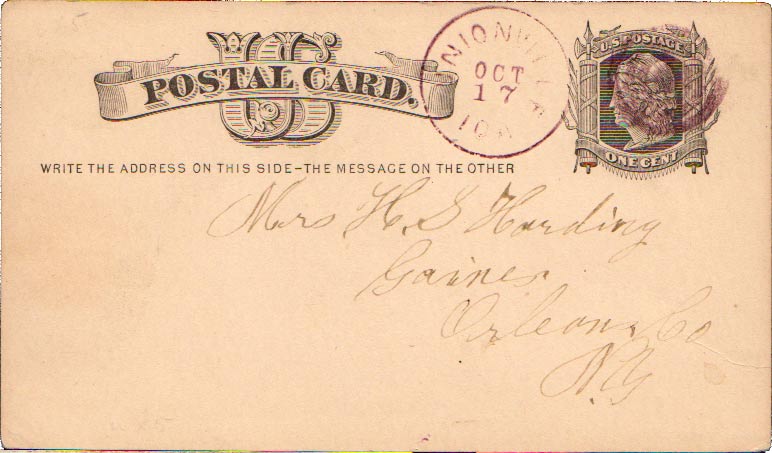 U S
POSTAL CARD.
WRITE THE ADDRESS ON THIS SIDE-THE MESSAGE ON THE OTHER
OCT
17
U.S. POSTAGE
ONE CENT
Mrs H. S Harding
Gaines
Orleans Co
NY